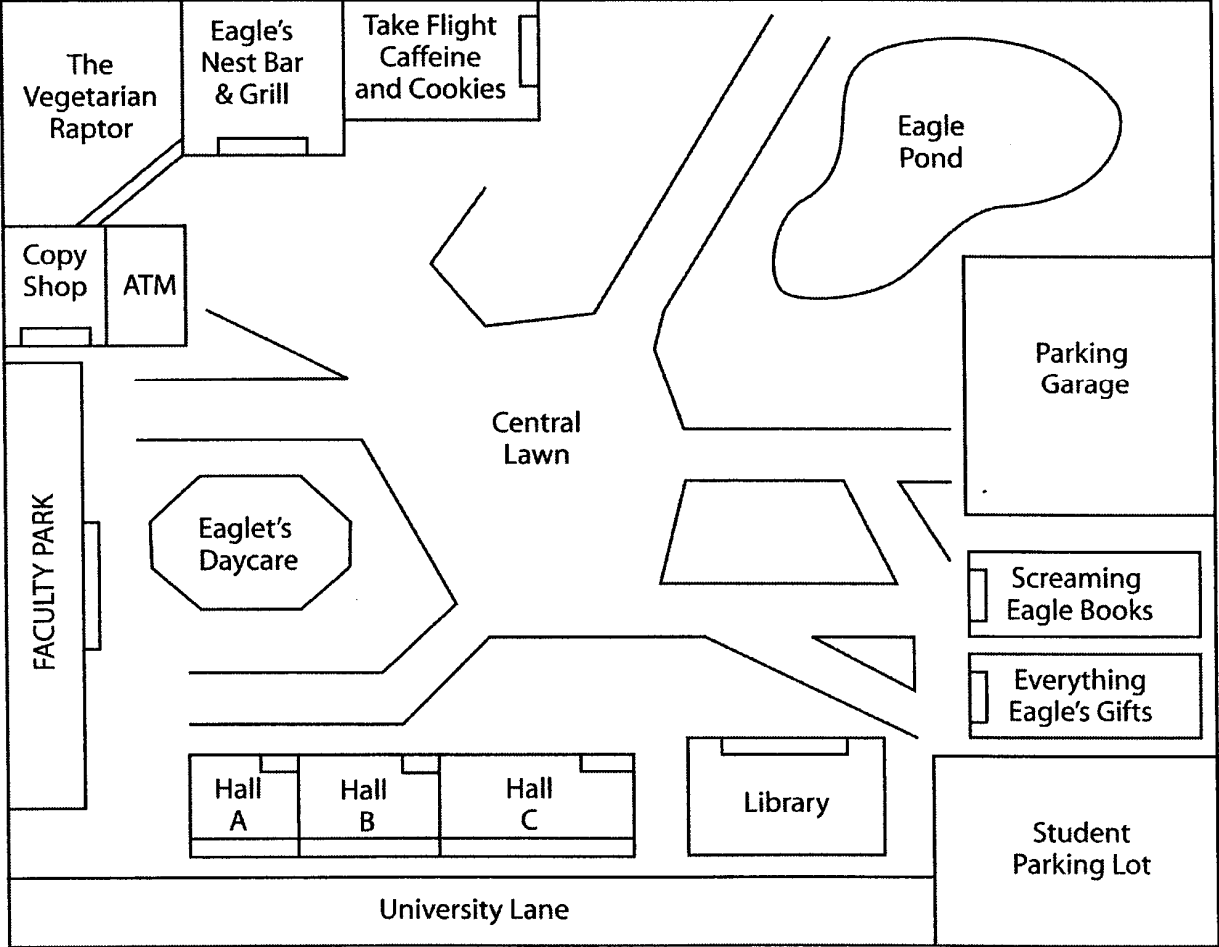 The
Vegetarian
Raptor
Eagle's
Nest Bar
& Grill
Take Flight
Caffeine
and Cookies
Eagle
Pond
Copy
Shop
ATM
Parking
Garage
Central
Lawn
FACULTY PARK
Eaglet's
Daycare
Screaming
Eagle Books
Everything
Eagle's Gifts
Hall
A
Hall
B
Hall
C
Library
Student
Parking Lot
University Lane